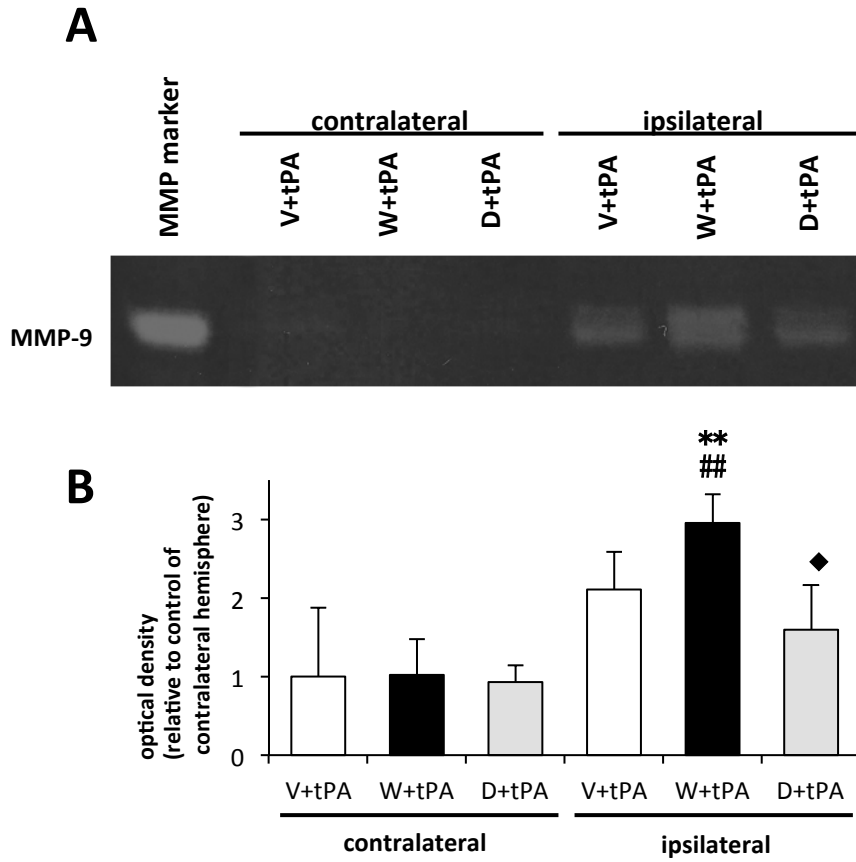 A
MMP marker
contralateral
ipsilateral
V+tPA
W+tPA
D+tPA
V+tPA
W+tPA
D+tPA
MMP-9
B
optical density
(relative to control of
contralateral hemisphere)
3
2
1
0
**
##
◆
V+tPA W+tPA D+tPA V+tPA W+tPA D+tPA
contralateral ipsilateral